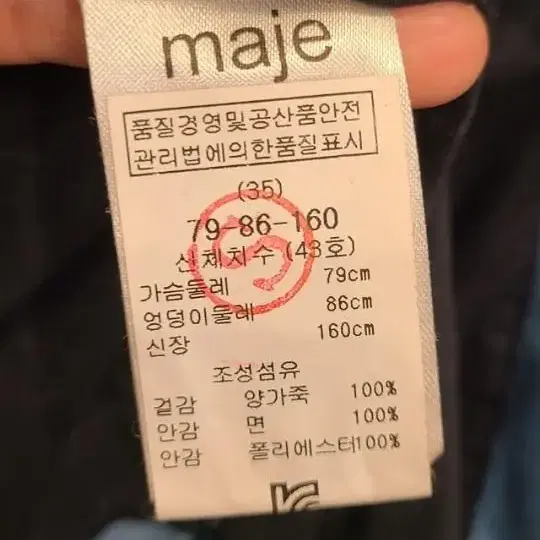 maje
품질경영및공산품안전
관리법에의한품질표시
(35)
79-86-160
신체치수 (43호)
가슴둘레 79cm
엉덩이둘레 86cm
신장 160cm
조성섬유
겉감 양가죽 100%
안감 면 100%
안감 폴리에스터100%